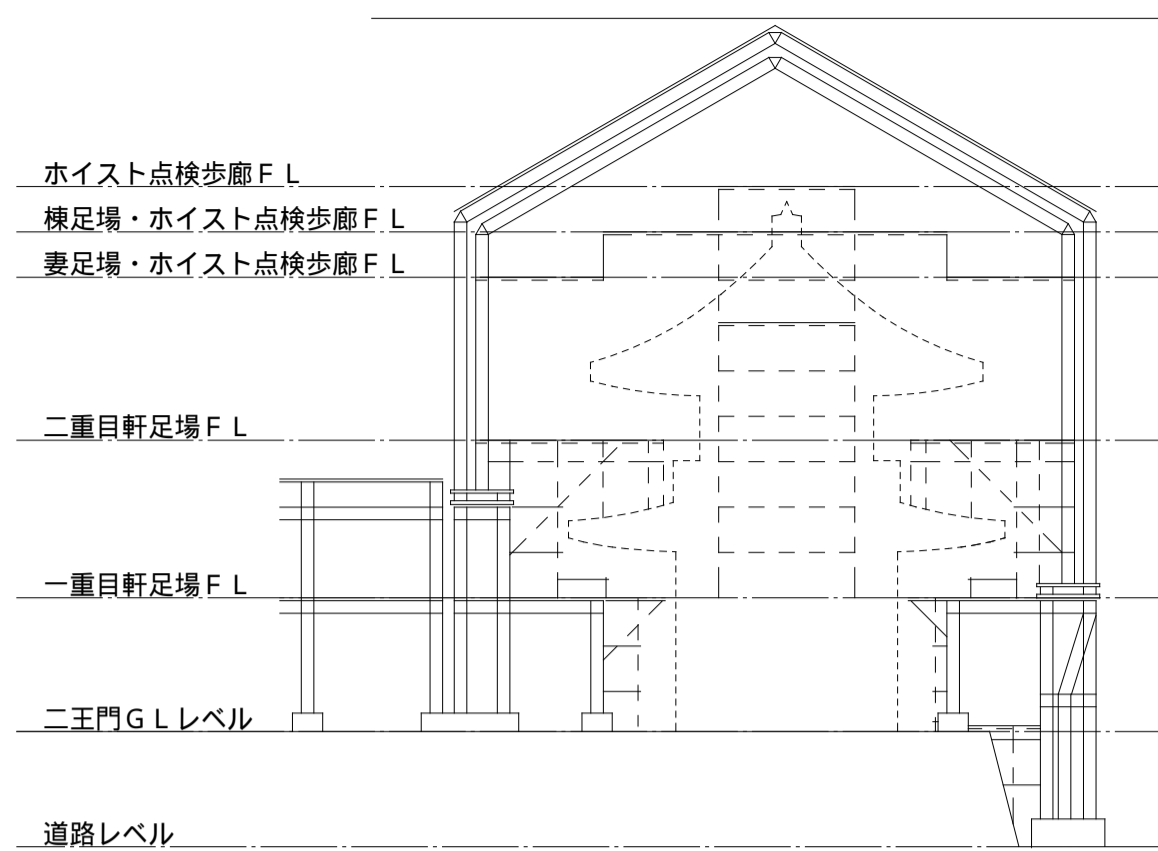 ホイスト点検歩廊ＦＬ
棟足場・ホイスト点検歩廊ＦＬ
妻足場・ホイスト点検歩廊ＦＬ
二重目軒足場ＦＬ
一重目軒足場ＦＬ
二王門ＧＬレベル
道路レベル